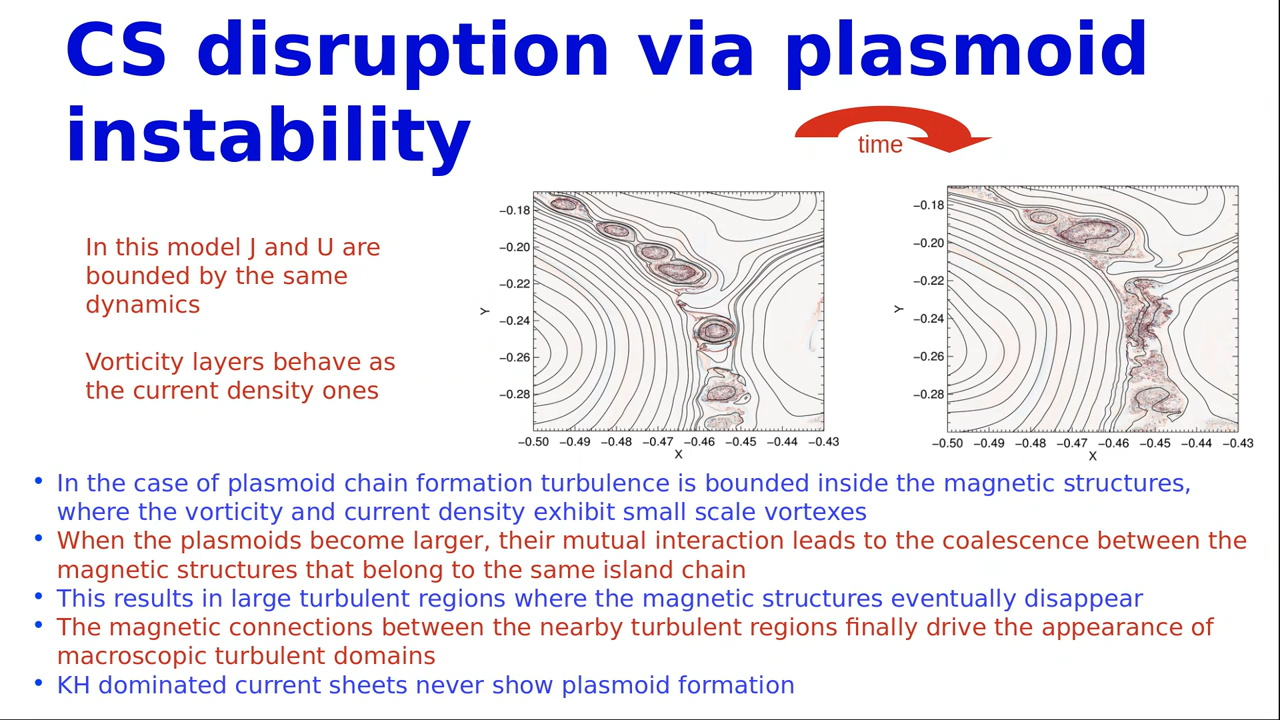 CS disruption via plasmoid
instability
time
In this model J and U are
bounded by the same
dynamics
Vorticity layers behave as
the current density ones
−0.18
−0.20
−0.22
−0.24
−0.26
−0.28
Y
−0.50 −0.49 −0.48 −0.47 −0.46 −0.45 −0.44 −0.43
X
−0.18
−0.20
−0.22
−0.24
−0.26
−0.28
Y
−0.50 −0.49 −0.48 −0.47 −0.46 −0.45 −0.44 −0.43
X
• In the case of plasmoid chain formation turbulence is bounded inside the magnetic structures,
where the vorticity and current density exhibit small scale vortexes
• When the plasmoids become larger, their mutual interaction leads to the coalescence between the
magnetic structures that belong to the same island chain
• This results in large turbulent regions where the magnetic structures eventually disappear
• The magnetic connections between the nearby turbulent regions finally drive the appearance of
macroscopic turbulent domains
• KH dominated current sheets never show plasmoid formation